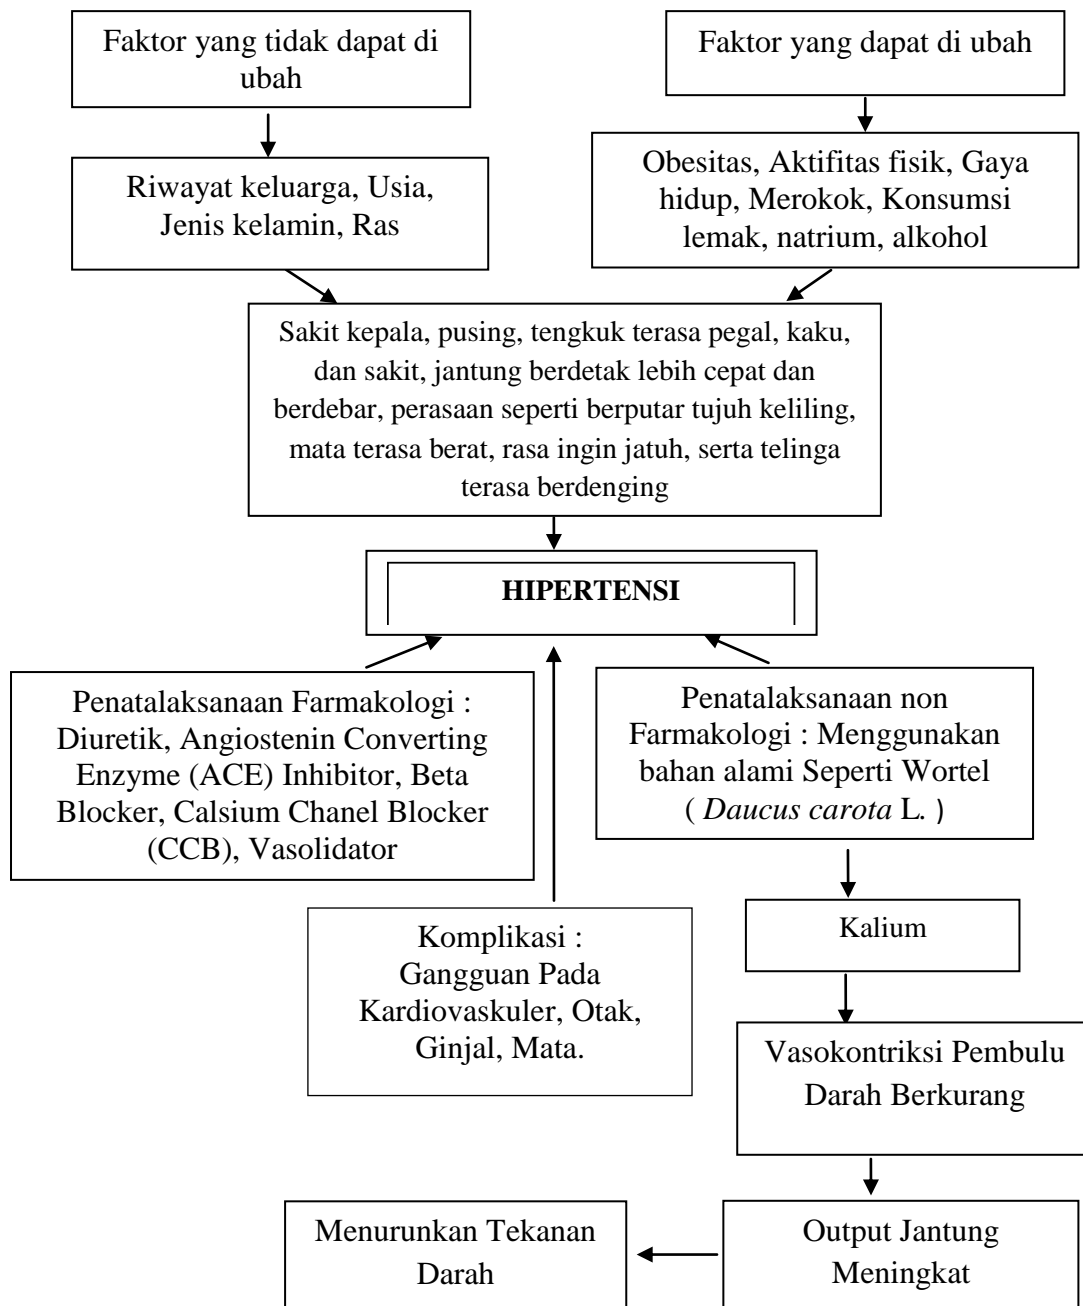 Faktor yang tidak dapat di
ubah
Faktor yang dapat di ubah
Riwayat keluarga, Usia,
Jenis kelamin, Ras
Obesitas, Aktifitas fisik, Gaya
hidup, Merokok, Konsumsi
lemak, natrium, alkohol
Sakit kepala, pusing, tengkuk terasa pegal, kaku,
dan sakit, jantung berdetak lebih cepat dan
berdebar, perasaan seperti berputar tujuh keliling,
mata terasa berat, rasa ingin jatuh, serta telinga
terasa berdenging
HIPERTENSI
Penatalaksanaan Farmakologi :
Diuretik, Angiostenin Converting
Enzyme (ACE) Inhibitor, Beta
Blocker, Calsium Chanel Blocker
(CCB), Vasolidator
Penatalaksanaan non
Farmakologi : Menggunakan
bahan alami Seperti Wortel
( Daucus carota L. )
Kalium
Komplikasi :
Gangguan Pada
Kardiovaskuler, Otak,
Ginjal, Mata.
Vasokontriksi Pembulu
Darah Berkurang
Output Jantung
Meningkat
Menurunkan Tekanan
Darah